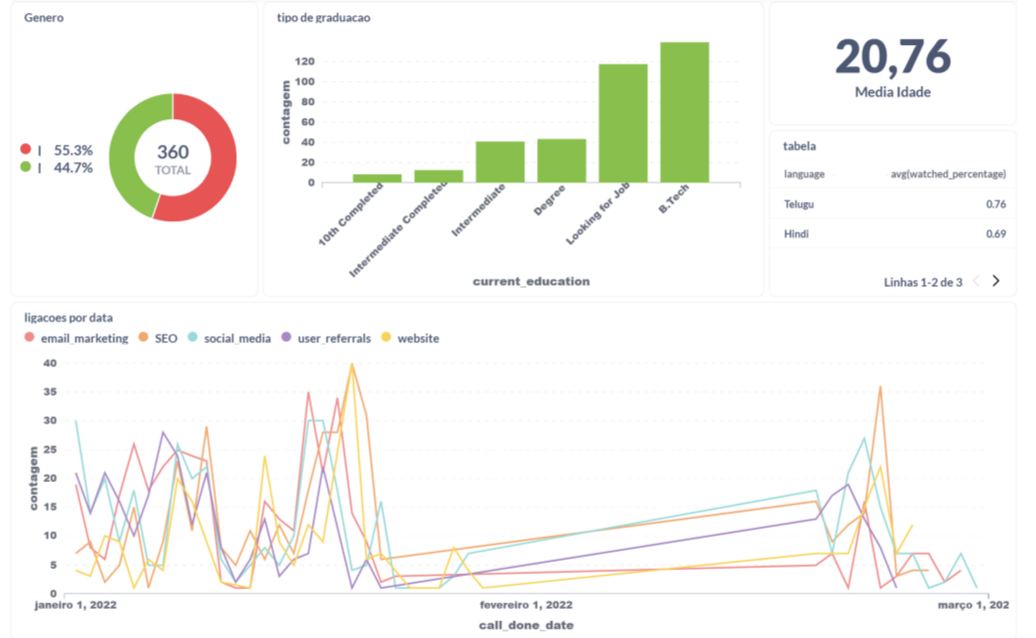 Genero
55.3%
44.7%
360
TOTAL
tipo de graduacao
contagem
120
100
80
60
40
20
0
10th Completed
Intermediate Completed
Intermediate
Degree
Looking for Job
B.Tech
current_education
20,76
Media Idade
tabela
language avg(watched_percentage)
Telugu 0.76
Hindi 0.69
Linhas 1-2 de 3
ligacoes por data
email_marketing SEO social_media user_referrals website
contagem
40
35
30
25
20
15
10
5
0
janeiro 1, 2022 fevereiro 1, 2022 março 1, 202
call_done_date